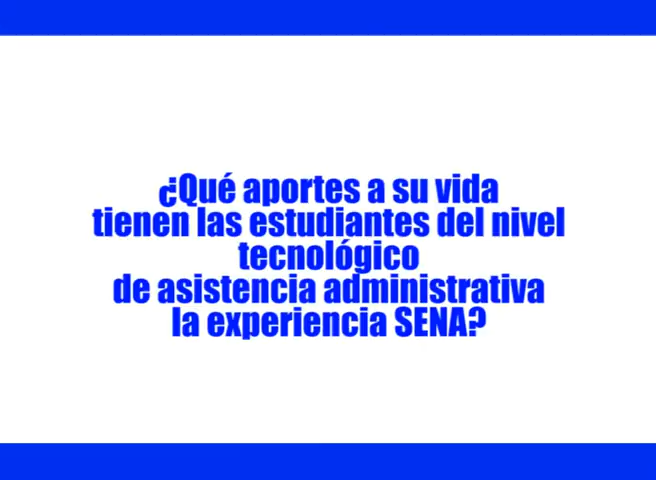 ¿Qué aportes a su vida
tienen las estudiantes del nivel
tecnológico
de asistencia administrativa
la experiencia SENA?